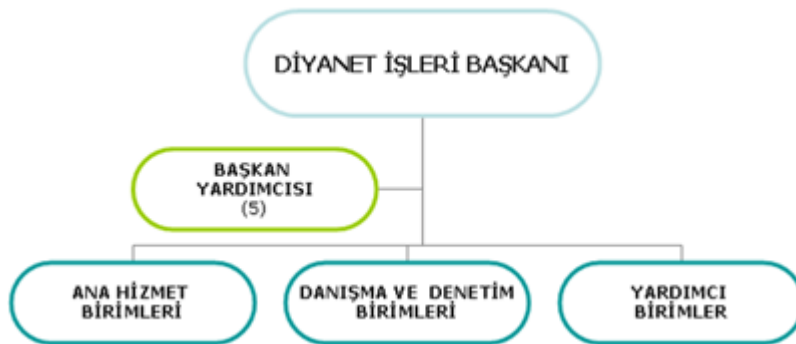 DİYANET İŞLERİ BAŞKANI
BAŞKAN
YARDIMCISI
(5)
ANA HİZMET
BİRİMLERİ
DANIŞMA VE DENETİM
BİRİMLERİ
YARDIMCI
BİRİMLER